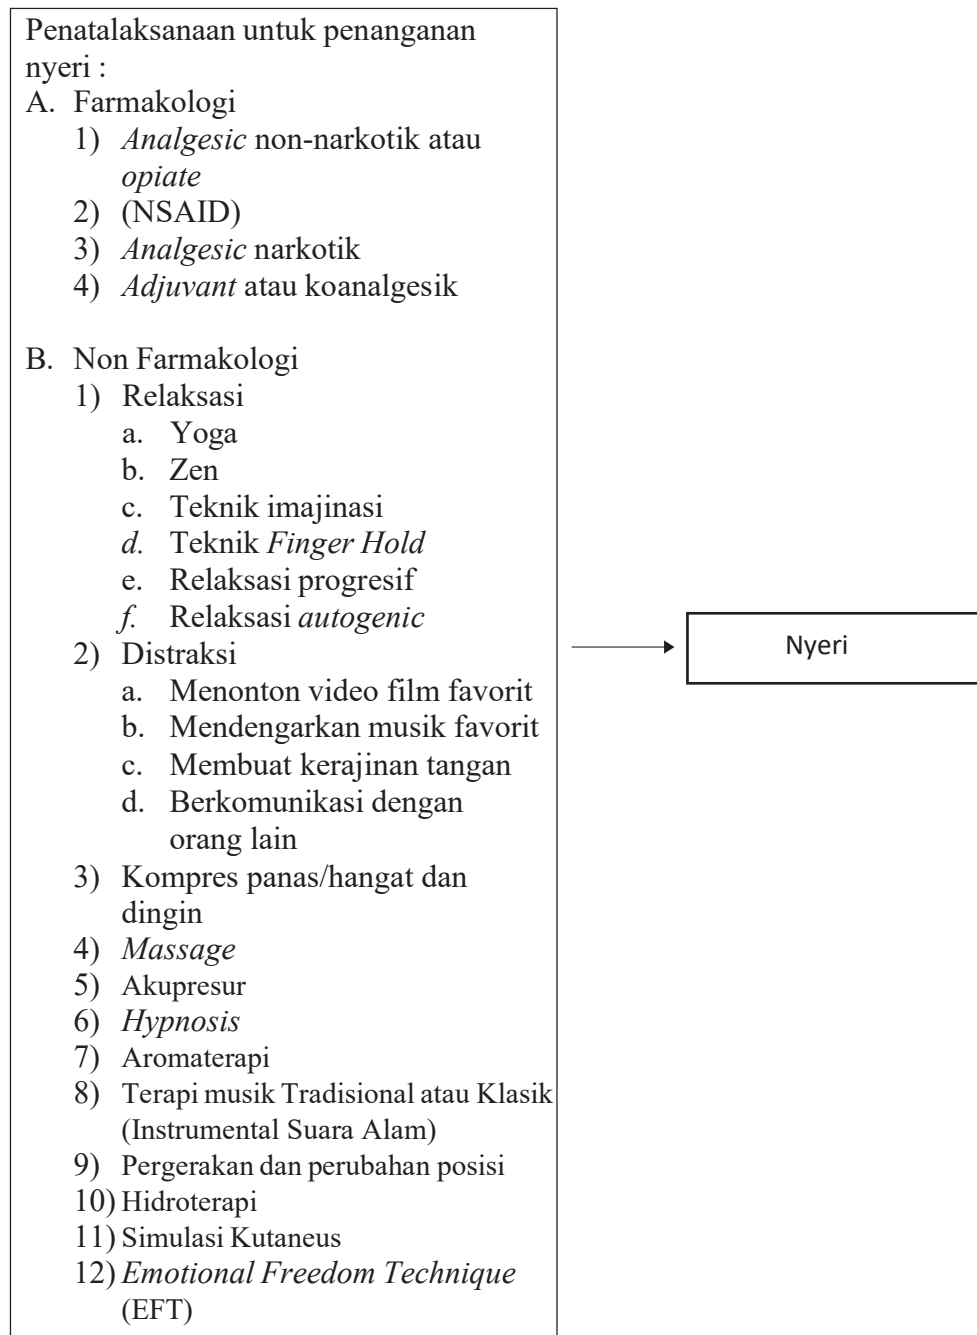 Penatalaksanaan untuk penanganan
nyeri :
A. Farmakologi
1) Analgesic non-narkotik atau
opiate
2) (NSAID)
3) Analgesic narkotik
4) Adjuvant atau koanalgesik
B. Non Farmakologi
1) Relaksasi
a. Yoga
b. Zen
c. Teknik imajinasi
d. Teknik Finger Hold
e. Relaksasi progresif
f. Relaksasi autogenic
2) Distraksi
a. Menonton video film favorit
b. Mendengarkan musik favorit
c. Membuat kerajinan tangan
d. Berkomunikasi dengan
orang lain
3) Kompres panas/hangat dan
dingin
4) Massage
5) Akupresur
6) Hypnosis
7) Aromaterapi
8) Terapi musik Tradisional atau Klasik
(Instrumental Suara Alam)
9) Pergerakan dan perubahan posisi
10) Hidroterapi
11) Simulasi Kutaneus
12) Emotional Freedom Technique
(EFT)
Nyeri